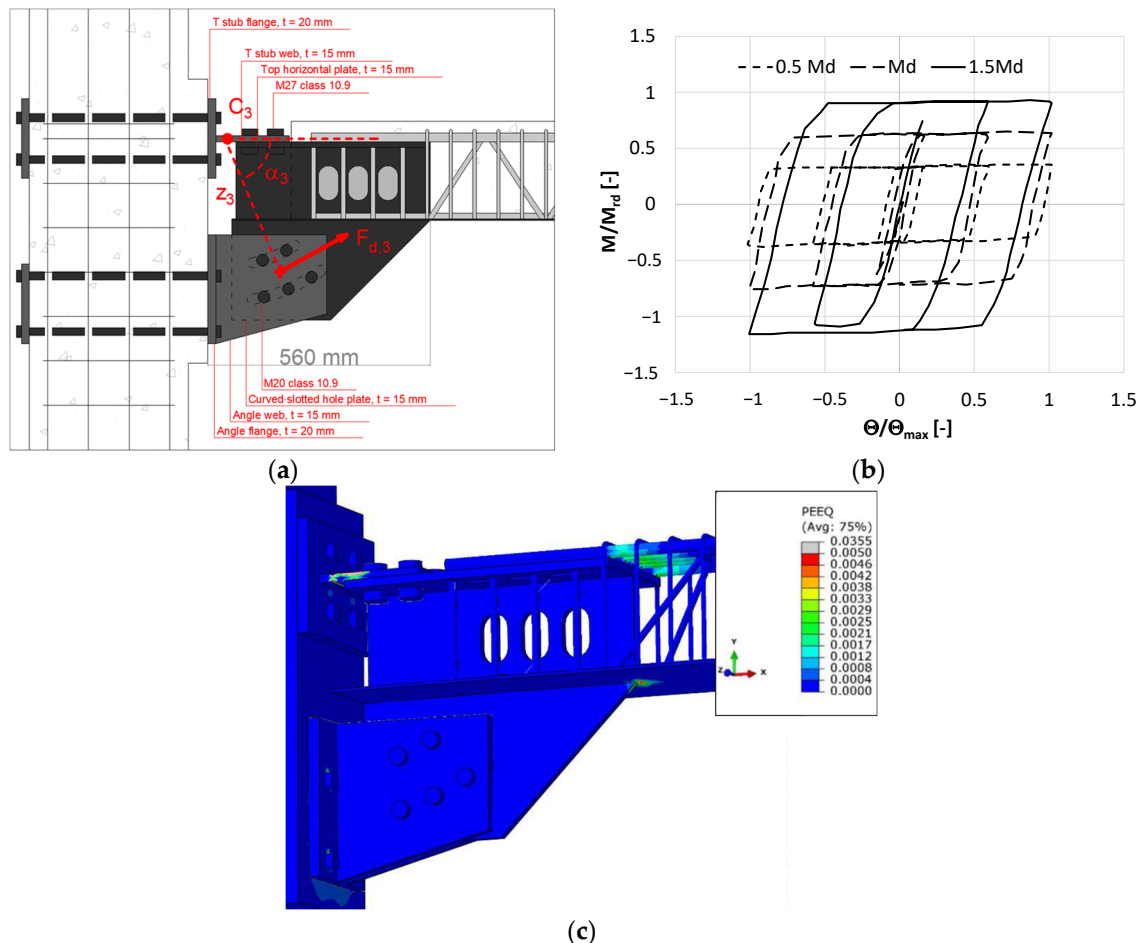 (a)
T stub flange, t = 20 mm
T stub web, t = 15 mm
Top horizontal plate, t = 15 mm
M27 class 10.9
C3
α3
z3
Fd,3
560 mm
M20 class 10.9
Curved slotted hole plate, t = 15 mm
Angle web, t = 15 mm
Angle flange, t = 20 mm
(a)
1.5
0.5 Md
Md
1.5Md
1
0.5
0
−0.5
−1
−1.5
M/Mrd [-]
−1.5
−1
−0.5
0
0.5
1
1.5
Θ/Θmax [-]
(b)
PEEQ
(Avg: 75%)
0.0355
0.0050
0.0046
0.0042
0.0038
0.0033
0.0029
0.0025
0.0021
0.0017
0.0012
0.0008
0.0004
0.0000
Y
Z
X
(c)